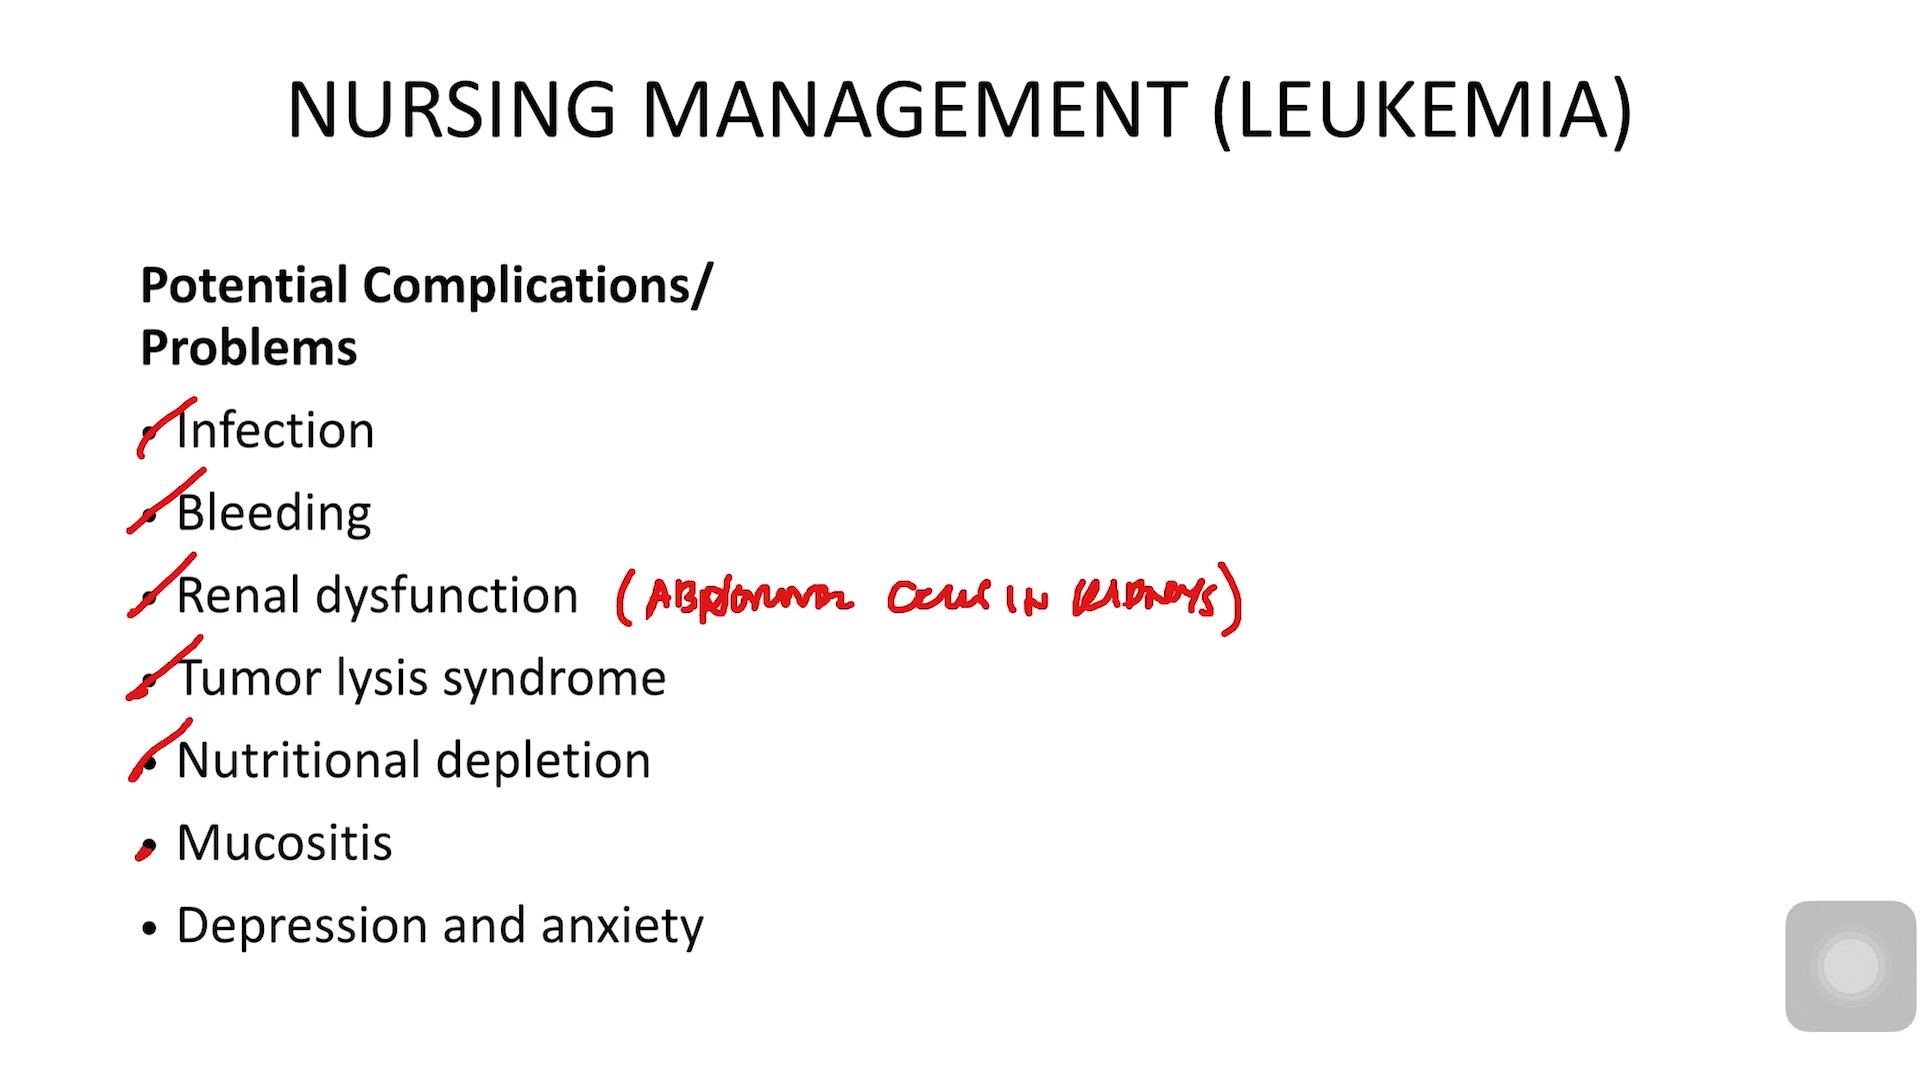 NURSING MANAGEMENT (LEUKEMIA)
Potential Complications/
Problems
• Infection
• Bleeding
• Renal dysfunction (ABNORMAL CELLS IN KIDNEYS)
• Tumor lysis syndrome
• Nutritional depletion
• Mucositis
• Depression and anxiety